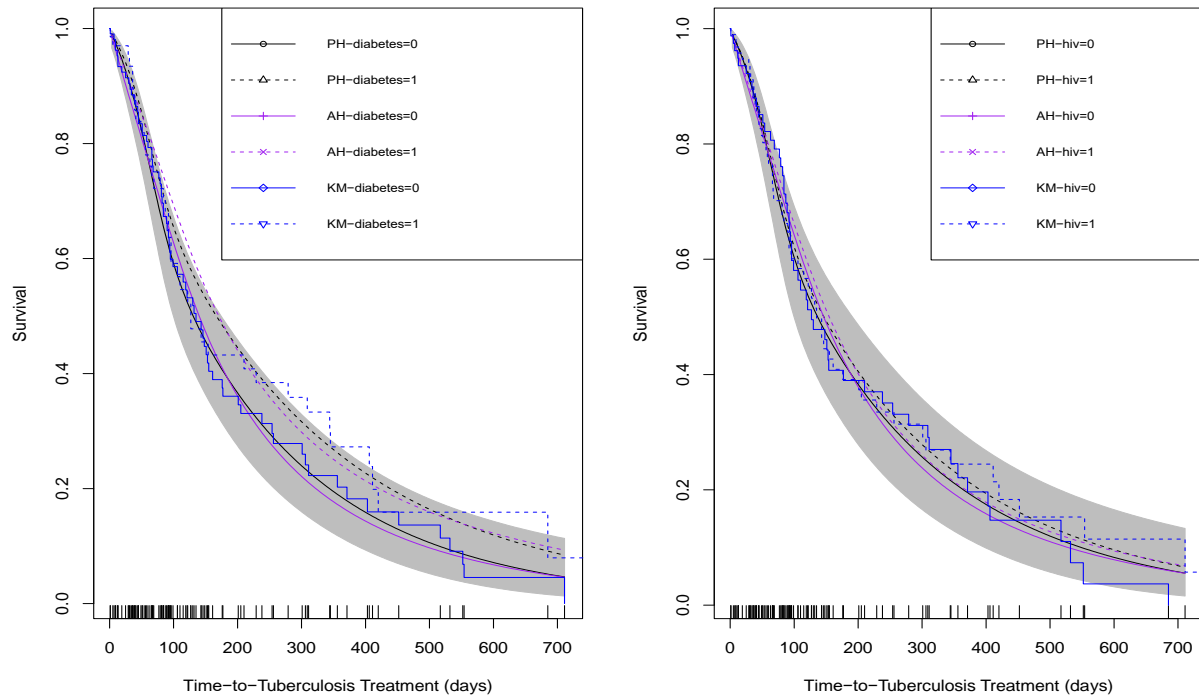 PH−diabetes=0
PH−diabetes=1
AH−diabetes=0
AH−diabetes=1
KM−diabetes=0
KM−diabetes=1
Survival
1.0
0.8
0.6
0.4
0.2
0.0
0 100 200 300 400 500 600 700
Time−to−Tuberculosis Treatment (days)
PH−hiv=0
PH−hiv=1
AH−hiv=0
AH−hiv=1
KM−hiv=0
KM−hiv=1
Survival
1.0
0.8
0.6
0.4
0.2
0.0
0 100 200 300 400 500 600 700
Time−to−Tuberculosis Treatment (days)